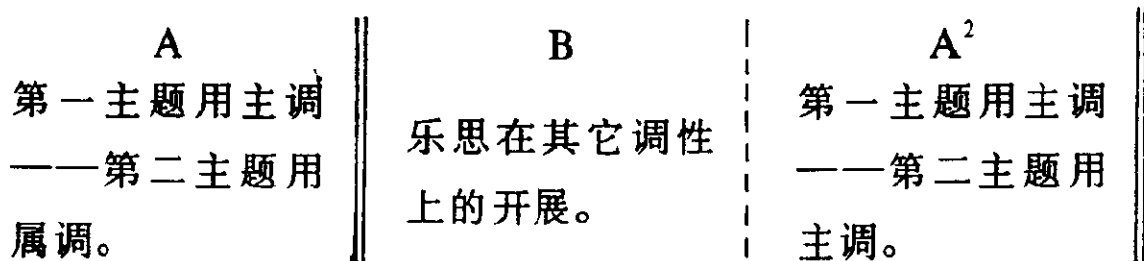 A
第一主题用主调
——第二主题用
属调。
B
乐思在其它调性
上的开展。
A²
第一主题用主调
——第二主题用
主调。